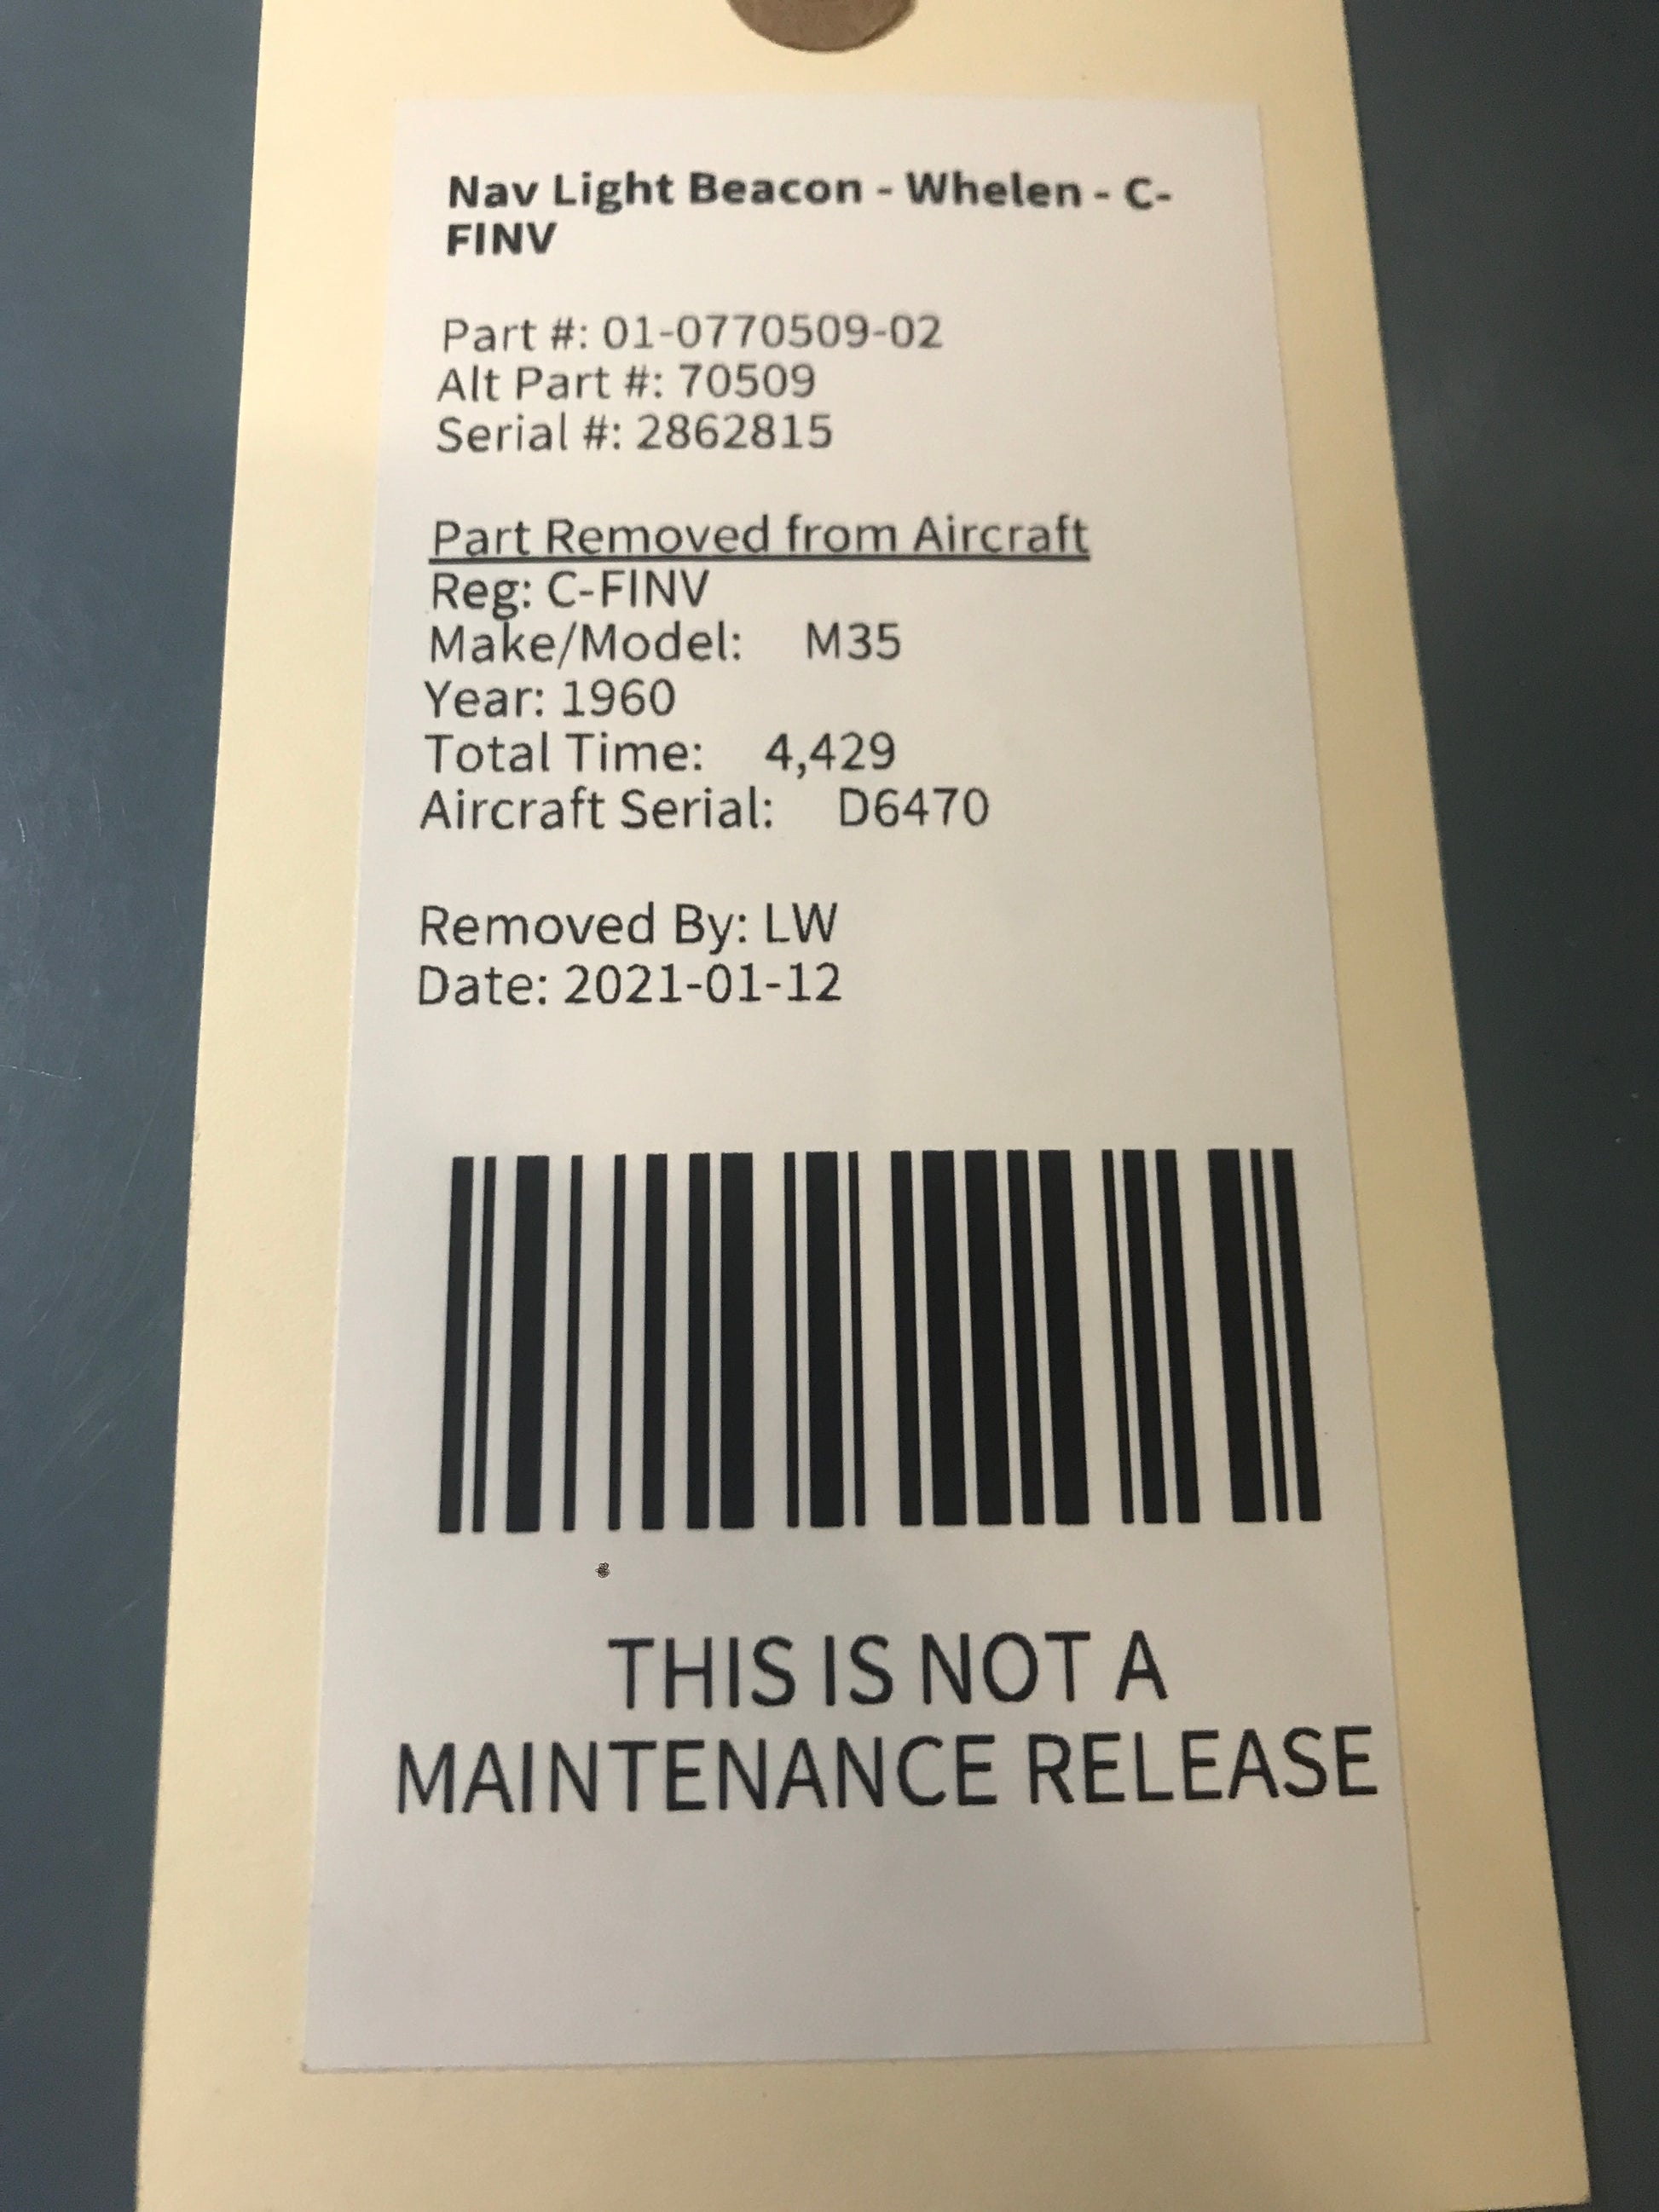 Nav Light Beacon - Whelen - C-
FINV
Part #: 01-0770509-02
Alt Part #: 70509
Serial #: 2862815
Part Removed from Aircraft
Reg: C-FINV
Make/Model: M35
Year: 1960
Total Time: 4,429
Aircraft Serial: D6470
Removed By: LW
Date: 2021-01-12
THIS IS NOT A
MAINTENANCE RELEASE